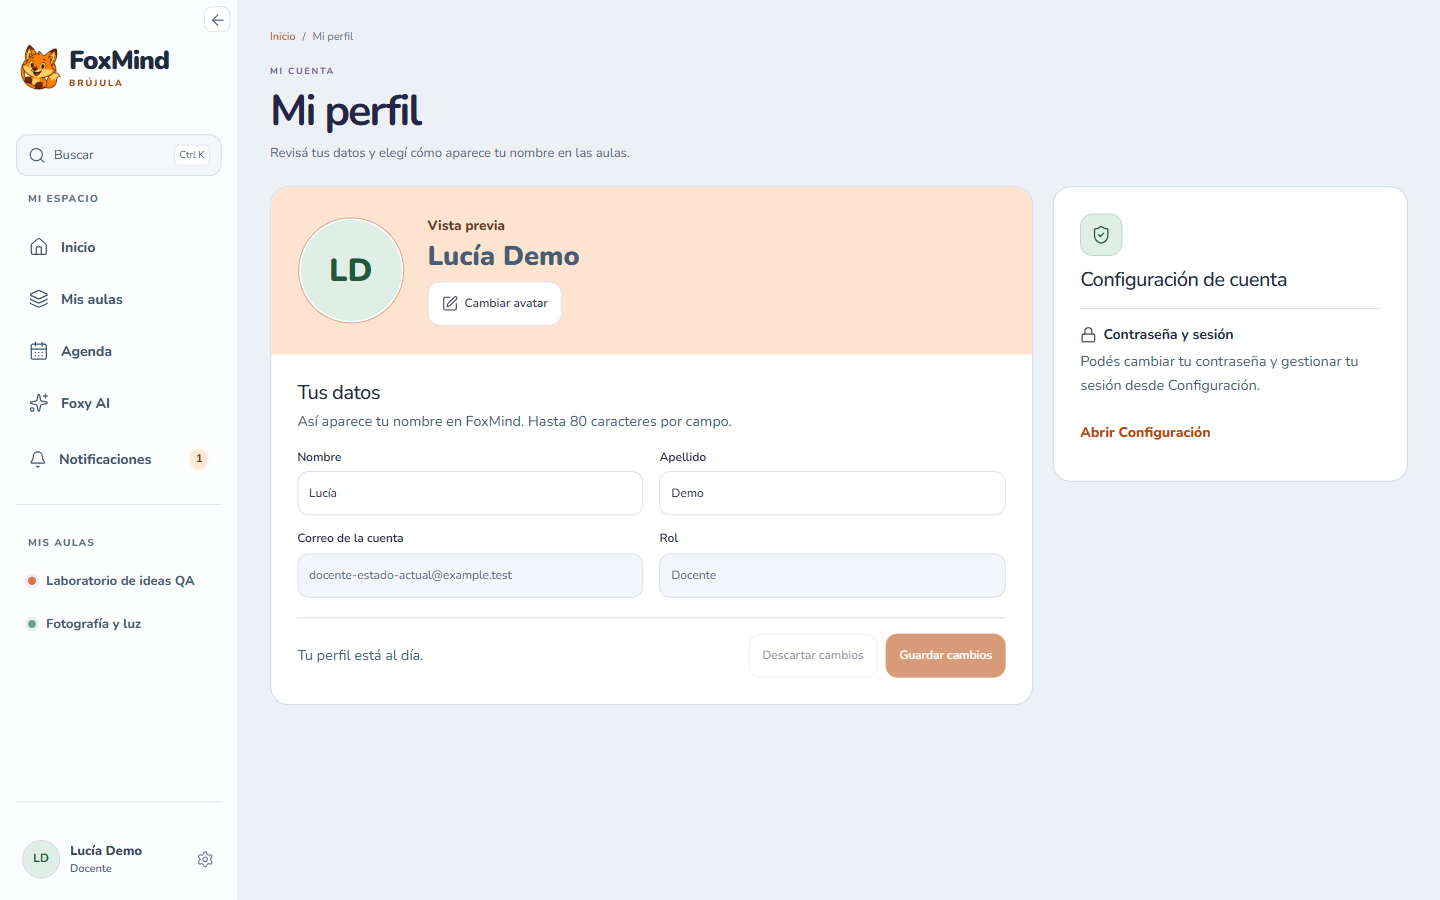 FoxMind
BRÚJULA
Buscar
Ctrl K
MI ESPACIO
Inicio
Mis aulas
Agenda
Foxy AI
Notificaciones
1
MIS AULAS
Laboratorio de ideas QA
Fotografía y luz
LD
Lucía Demo
Docente
Inicio / Mi perfil
MI CUENTA
Mi perfil
Revisá tus datos y elegí cómo aparece tu nombre en las aulas.
LD
Vista previa
Lucía Demo
Cambiar avatar
Tus datos
Así aparece tu nombre en FoxMind. Hasta 80 caracteres por campo.
Nombre
Lucía
Apellido
Demo
Correo de la cuenta
docente-estado-actual@example.test
Rol
Docente
Tu perfil está al día.
Descartar cambios
Guardar cambios
Configuración de cuenta
Contraseña y sesión
Podés cambiar tu contraseña y gestionar tu
sesión desde Configuración.
Abrir Configuración